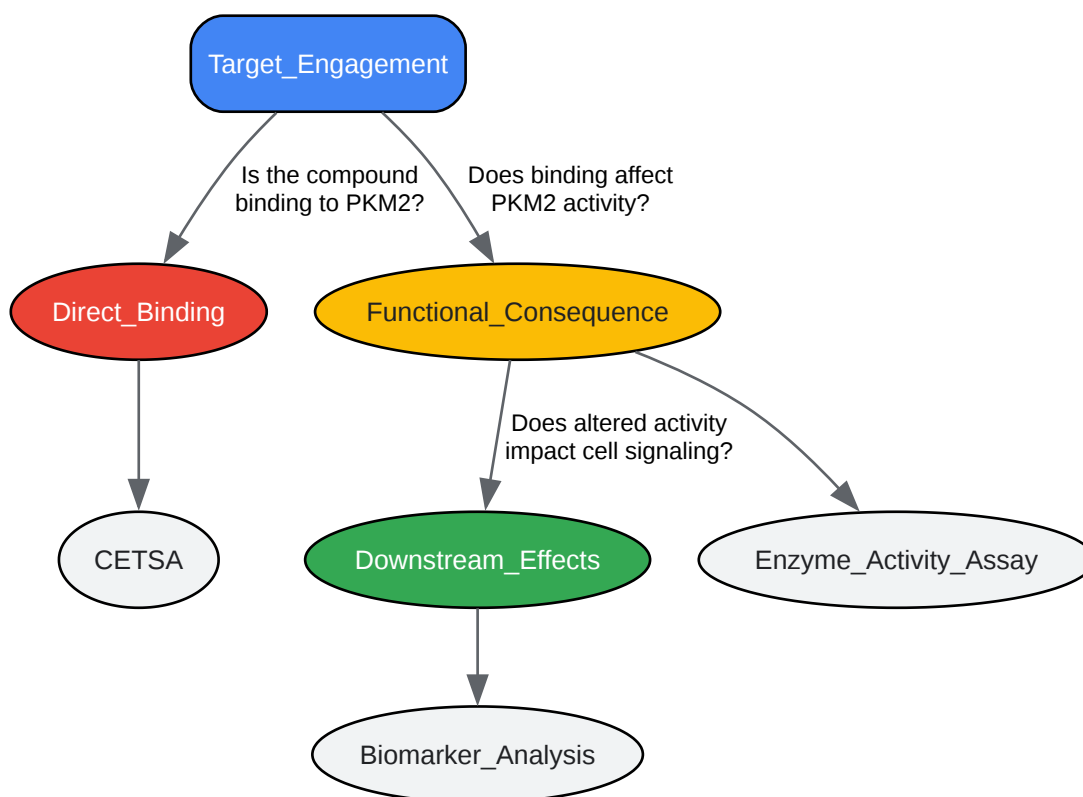 Target_Engagement
Is the compound
binding to PKM2?
Does binding affect
PKM2 activity?
Direct_Binding
Functional_Consequence
Does altered activity
impact cell signaling?
CETSA
Downstream_Effects
Enzyme_Activity_Assay
Biomarker_Analysis